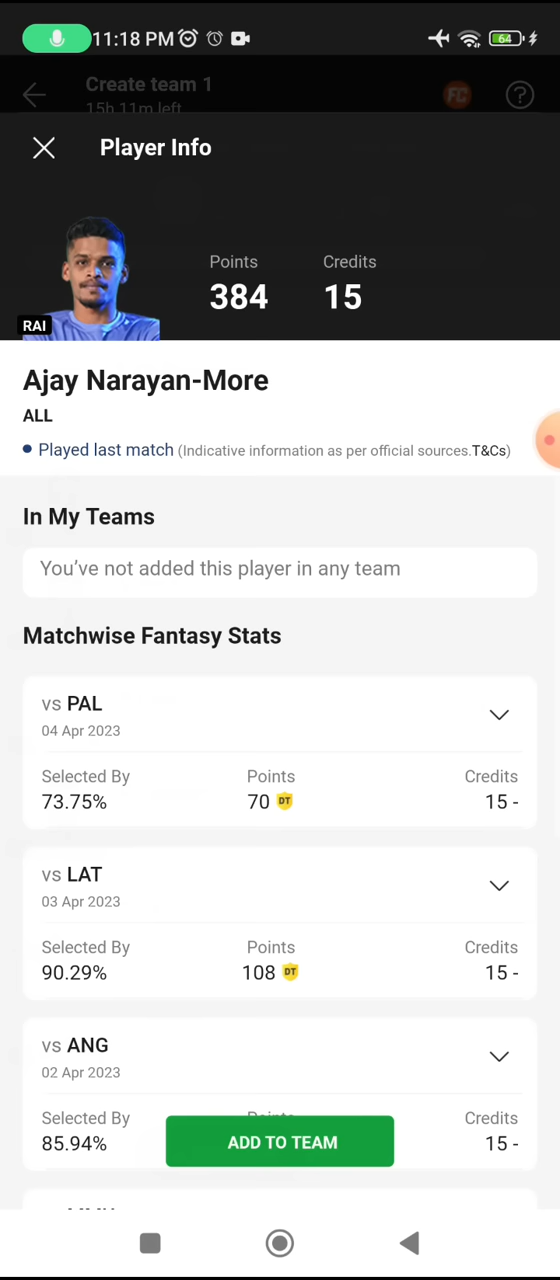 11:18 PM
64
Create team 1
15h 11m left
FC
?
Player Info
Points
Credits
384
15
RAI
Ajay Narayan-More
ALL
Played last match (Indicative information as per official sources.T&Cs)
In My Teams
You've not added this player in any team
Matchwise Fantasy Stats
vs PAL
04 Apr 2023
Selected By Points Credits
73.75% 70 DT 15 -
vs LAT
03 Apr 2023
Selected By Points Credits
90.29% 108 DT 15 -
vs ANG
02 Apr 2023
Selected By Points Credits
85.94% 15 -
ADD TO TEAM